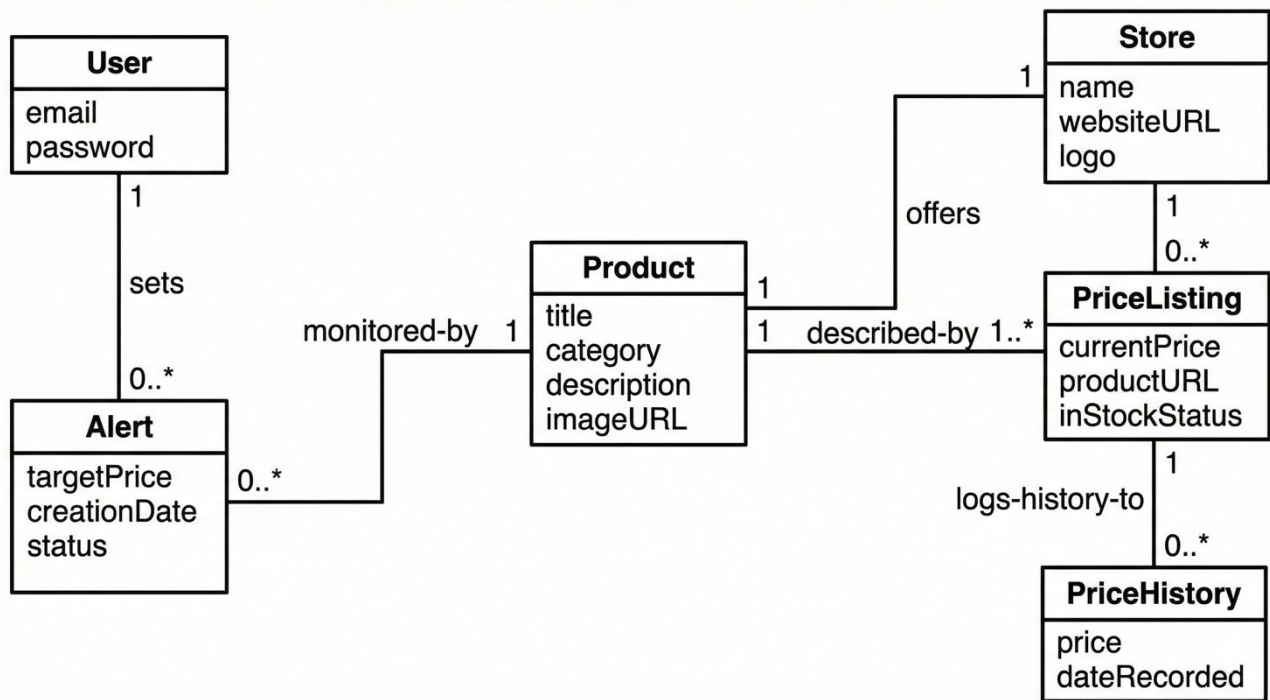 User
email
password
1
sets
0..*
Alert
targetPrice
creationDate
status
0..*
monitored-by
1
Product
title
category
description
imageURL
1
offers
1
1
described-by
1..*
Store
name
websiteURL
logo
1
0..*
PriceListing
currentPrice
productURL
inStockStatus
1
logs-history-to
0..*
PriceHistory
price
dateRecorded